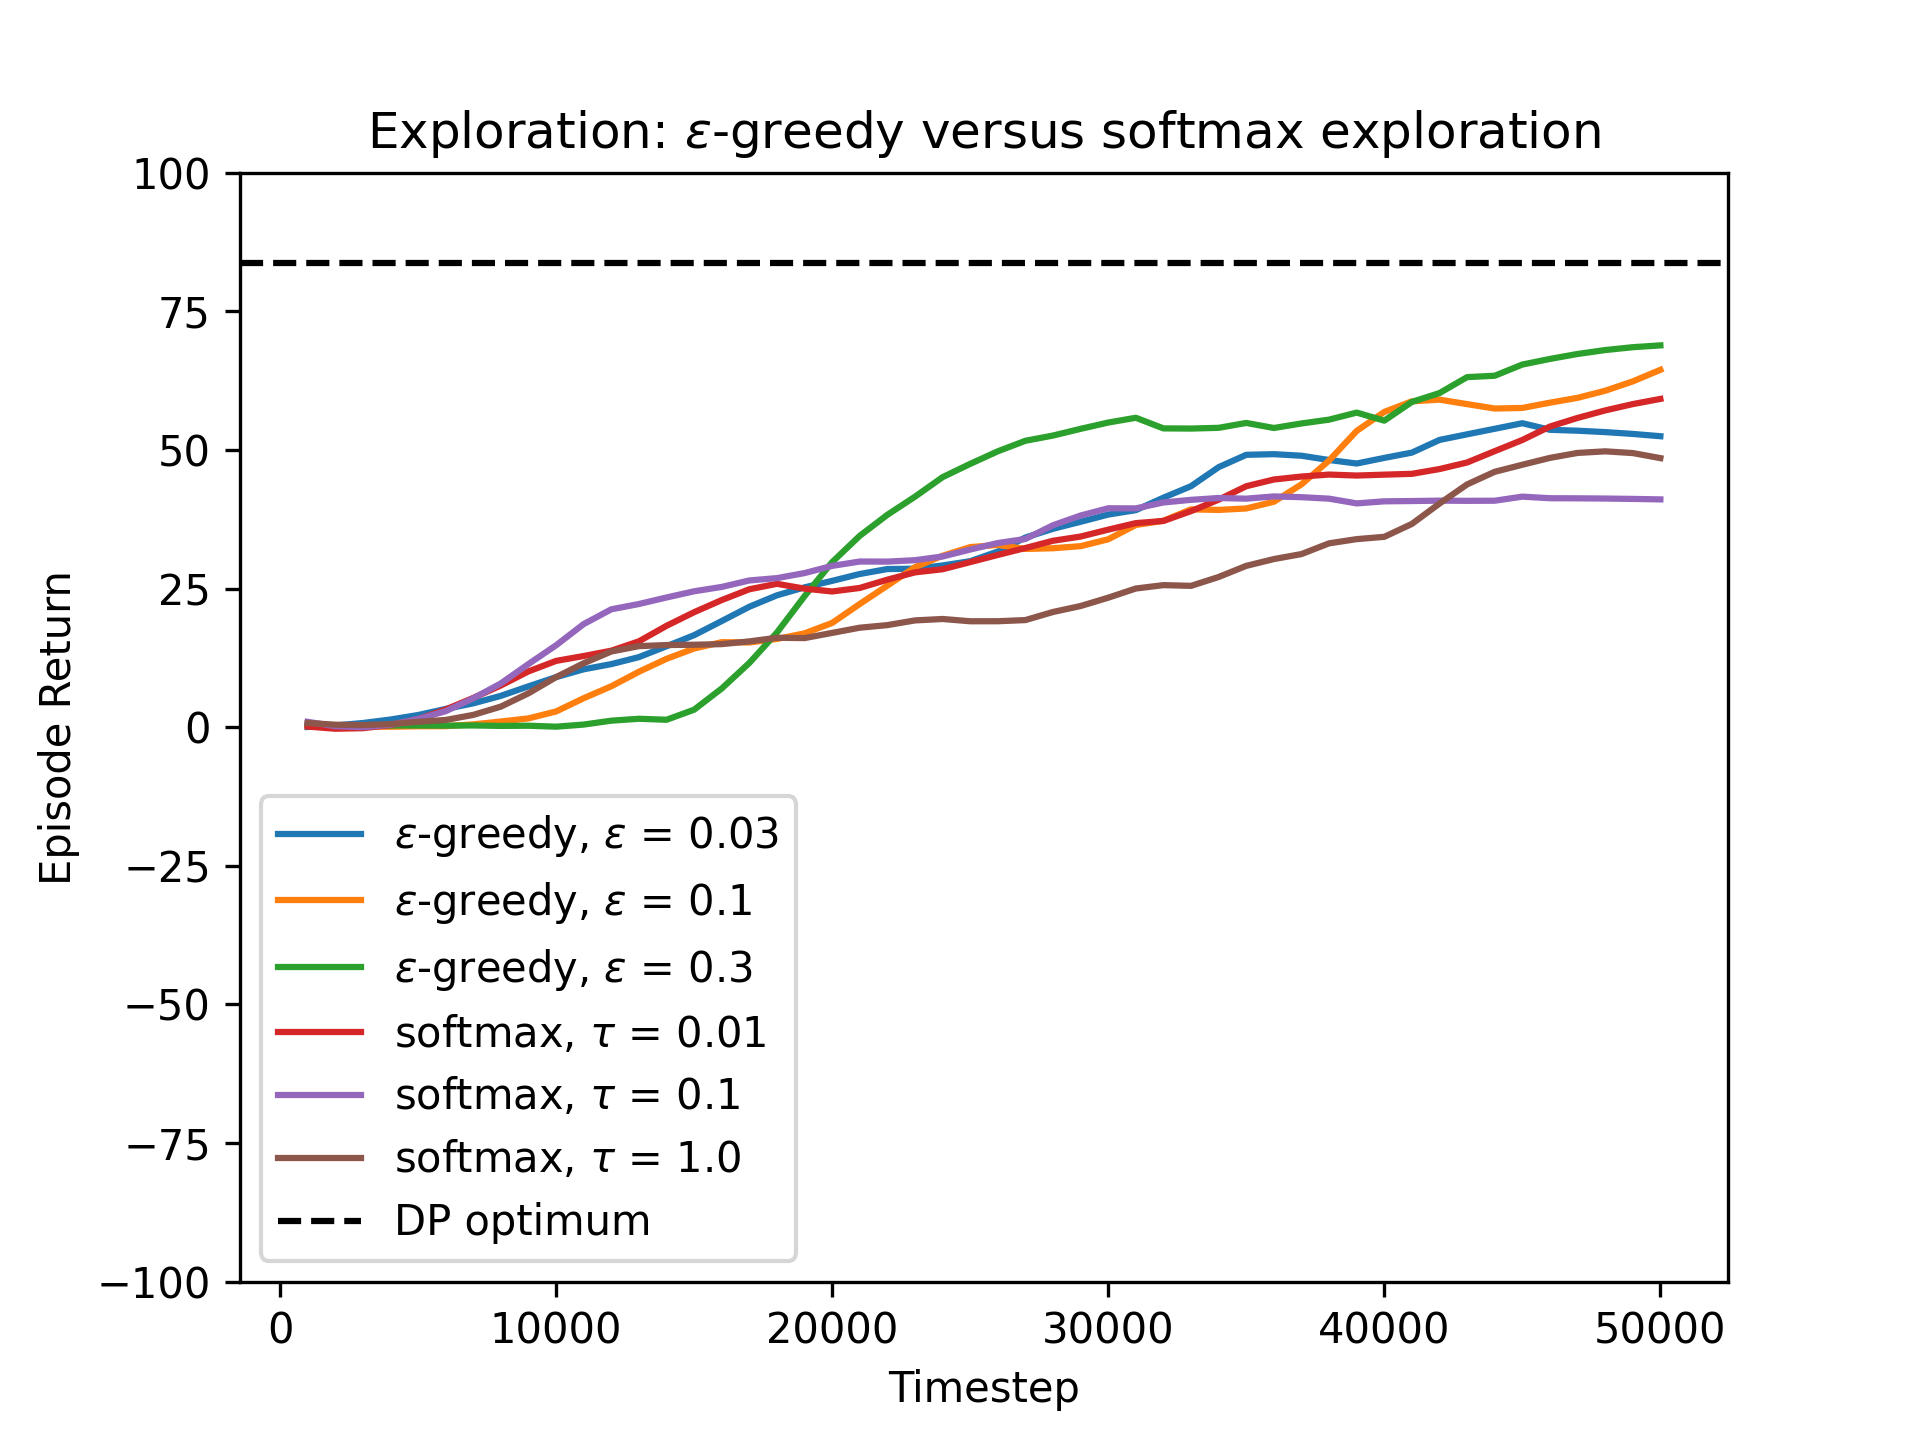 Exploration: ε-greedy versus softmax exploration
100
75
50
25
0
−25
−50
−75
−100
Episode Return
ε-greedy, ε = 0.03
ε-greedy, ε = 0.1
ε-greedy, ε = 0.3
softmax, τ = 0.01
softmax, τ = 0.1
softmax, τ = 1.0
DP optimum
0 10000 20000 30000 40000 50000
Timestep